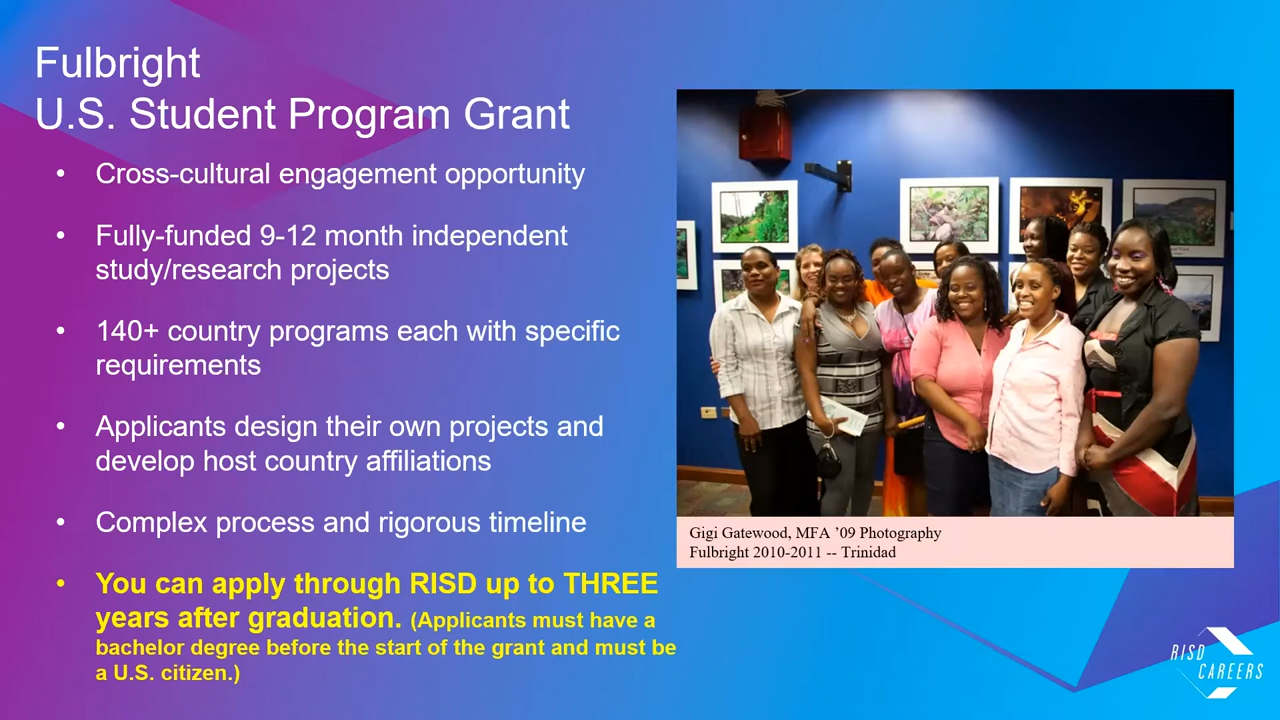 Fulbright
U.S. Student Program Grant
• Cross-cultural engagement opportunity
• Fully-funded 9-12 month independent
study/research projects
• 140+ country programs each with specific
requirements
• Applicants design their own projects and
develop host country affiliations
• Complex process and rigorous timeline
• You can apply through RISD up to THREE
years after graduation. (Applicants must have a
bachelor degree before the start of the grant and must be
a U.S. citizen.)
Gigi Gatewood, MFA ’09 Photography
Fulbright 2010-2011 -- Trinidad
RISD
CAREERS